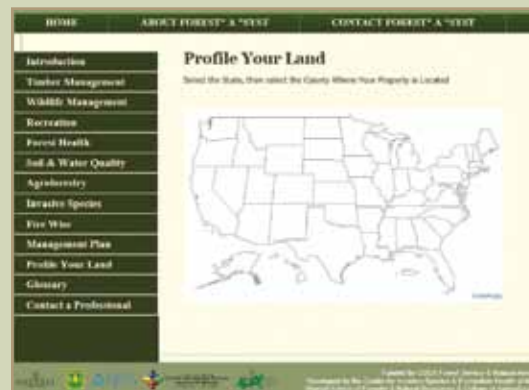 HOME ABOUT FOREST* A *SYST CONTACT FOREST* A *SYST
Profile Your Land
Select the State, then select the County Where Your Property is Located
Introduction
Timber Management
Wildlife Management
Recreation
Forest Health
Soil & Water Quality
Agroforestry
Invasive Species
Fire Wise
Management Plan
Profile Your Land
Glossary
Contact a Professional